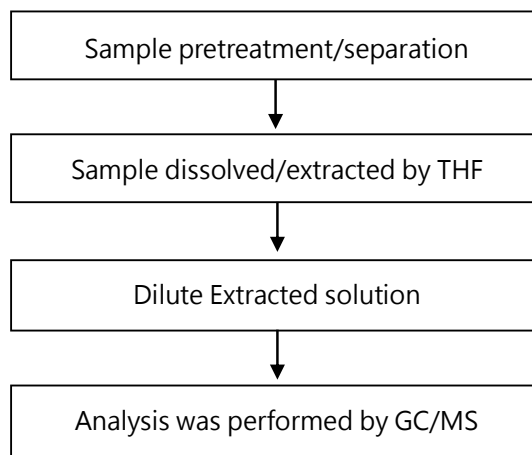 Sample pretreatment/separation
Sample dissolved/extracted by THF
Dilute Extracted solution
Analysis was performed by GC/MS